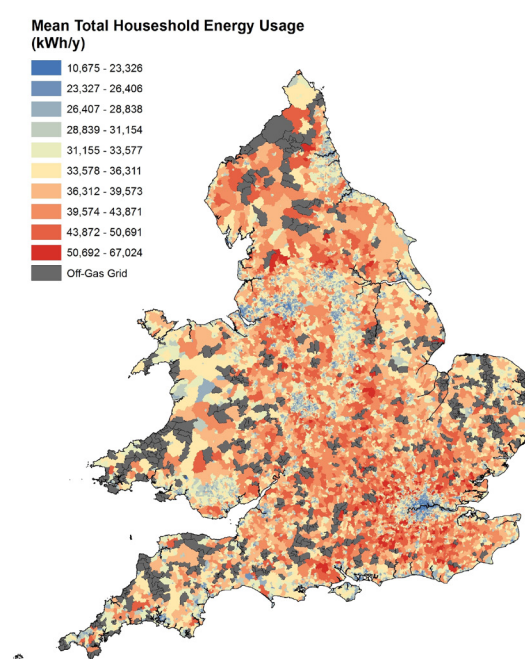 Mean Total Houseshold Energy Usage
(kWh/y)
10,675 - 23,326
23,327 - 26,406
26,407 - 28,838
28,839 - 31,154
31,155 - 33,577
33,578 - 36,311
36,312 - 39,573
39,574 - 43,871
43,872 - 50,691
50,692 - 67,024
Off-Gas Grid